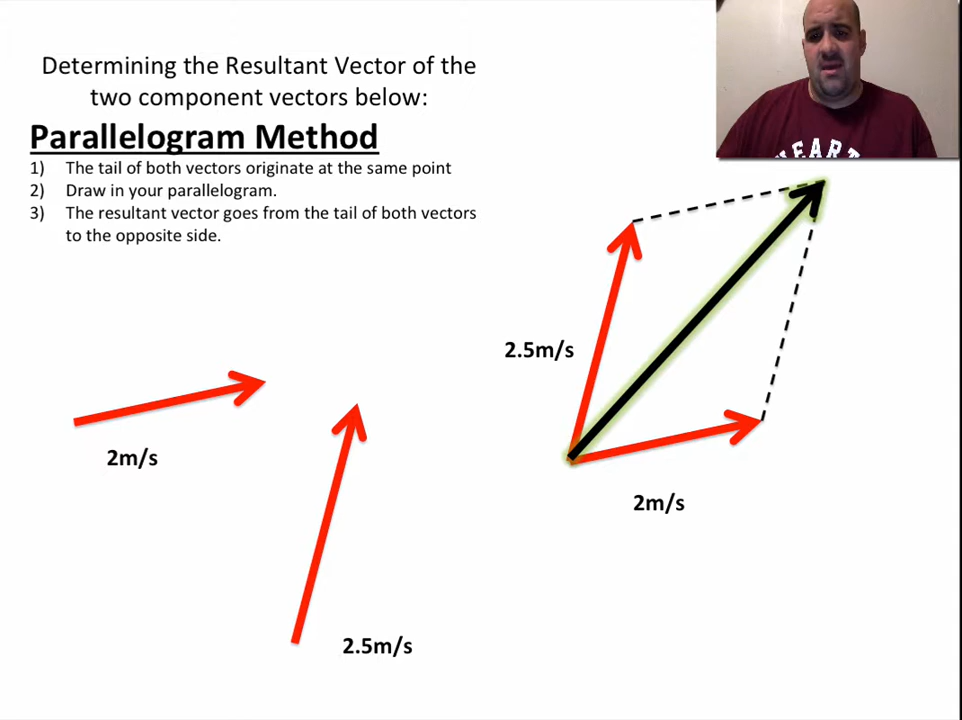 Determining the Resultant Vector of the
two component vectors below:
Parallelogram Method
1) The tail of both vectors originate at the same point
2) Draw in your parallelogram.
3) The resultant vector goes from the tail of both vectors
to the opposite side.
2.5m/s
2m/s
2m/s
2.5m/s